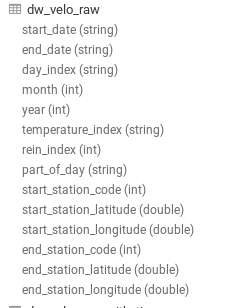 dw_velo_raw
start_date (string)
end_date (string)
day_index (string)
month (int)
year (int)
temperature_index (string)
rein_index (int)
part_of_day (string)
start_station_code (int)
start_station_latitude (double)
start_station_longitude (double)
end_station_code (int)
end_station_latitude (double)
end_station_longitude (double)